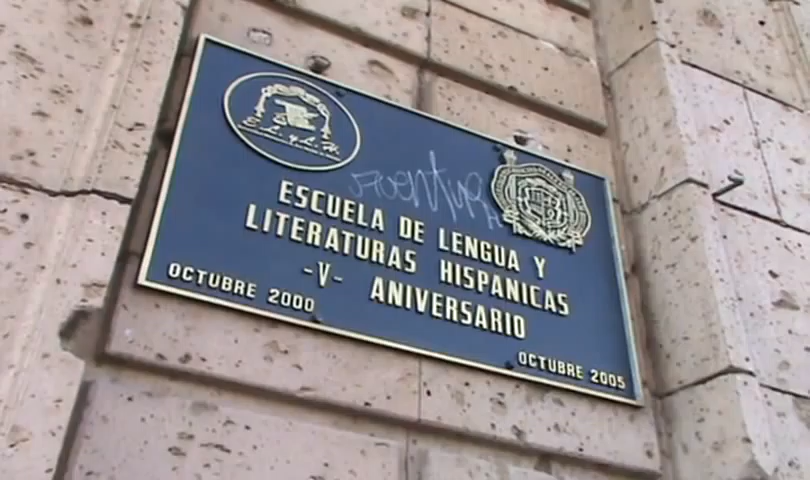 E. L. y L. H.
ESCUELA DE LENGUA Y
LITERATURAS HISPANICAS
-V- ANIVERSARIO
OCTUBRE 2000
OCTUBRE 2005